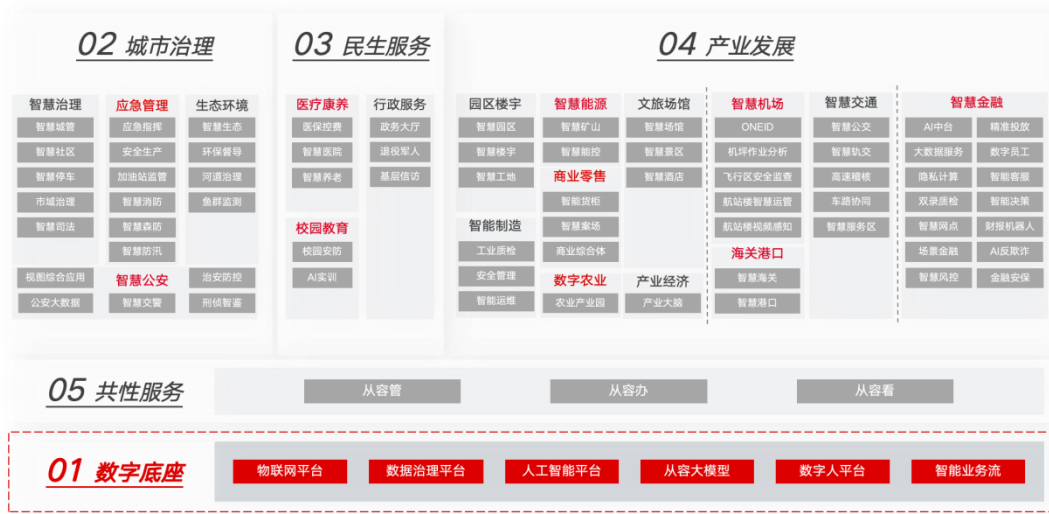 02 城市治理
智慧治理
智慧城管
智慧社区
智慧停车
市域治理
智慧司法
应急管理
应急指挥
安全生产
加油站监管
智慧消防
智慧森防
智慧防汛
生态环境
智慧生态
环保督导
河道治理
鱼群监测
视图综合应用
公安大数据
智慧公安
智慧交警
治安防控
刑侦智鉴
03 民生服务
医疗康养
医保控费
智慧医院
智慧养老
校园教育
校园安防
AI实训
行政服务
政务大厅
退役军人
基层信访
04 产业发展
园区楼宇
智慧园区
智慧楼宇
智慧工地
智能制造
工业质检
安全管理
智能运维
智慧能源
智慧矿山
智慧能控
商业零售
智能货柜
智慧案场
商业综合体
数字农业
农业产业园
文旅场馆
智慧场馆
智慧景区
智慧酒店
产业经济
产业大脑
智慧机场
ONEID
机坪作业分析
飞行区安全监查
航站楼智慧运管
航站楼视频感知
海关港口
智慧海关
智慧港口
智慧交通
智慧公交
智慧轨交
高速稽核
车路协同
智慧服务区
智慧金融
AI中台
精准投放
大数据服务
数字员工
隐私计算
智能客服
双录质检
智能决策
智慧网点
财报机器人
场景金融
AI反欺诈
智慧风控
金融安保
05 共性服务
从容管
从容办
从容看
01 数字底座
物联网平台
数据治理平台
人工智能平台
从容大模型
数字人平台
智能业务流